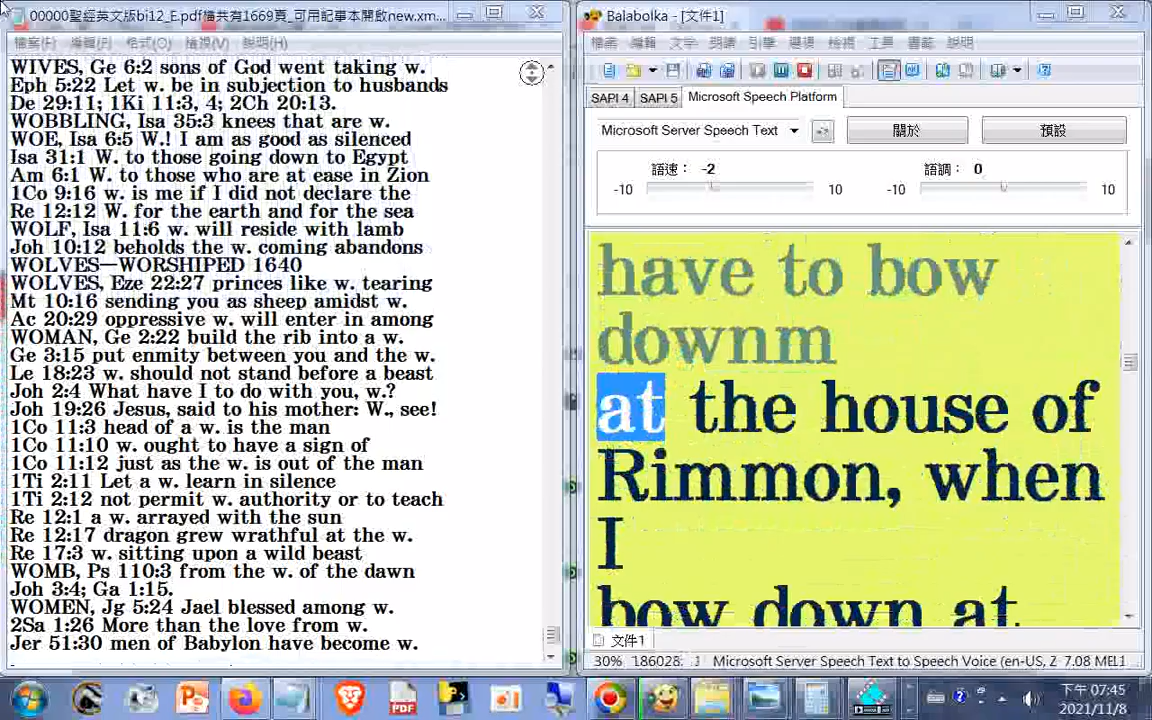 00000聖經英文版bi12_E.pdf檔共有1669頁_可用記事本開啟new.xm...
檔案(F) 編輯(E) 格式(O) 檢視(V) 說明(H)
WIVES, Ge 6:2 sons of God went taking w.
Eph 5:22 Let w. be in subjection to husbands
De 29:11; 1Ki 11:3, 4; 2Ch 20:13.
WOBBLING, Isa 35:3 knees that are w.
WOE, Isa 6:5 W.! I am as good as silenced
Isa 31:1 W. to those going down to Egypt
Am 6:1 W. to those who are at ease in Zion
1Co 9:16 w. is me if I did not declare the
Re 12:12 W. for the earth and for the sea
WOLF, Isa 11:6 w. will reside with lamb
Joh 10:12 beholds the w. coming abandons
WOLVES—WORSHIPED 1640
WOLVES, Eze 22:27 princes like w. tearing
Mt 10:16 sending you as sheep amidst w.
Ac 20:29 oppressive w. will enter in among
WOMAN, Ge 2:22 build the rib into a w.
Ge 3:15 put enmity between you and the w.
Le 18:23 w. should not stand before a beast
Joh 2:4 What have I to do with you, w.?
Joh 19:26 Jesus, said to his mother: W., see!
1Co 11:3 head of a w. is the man
1Co 11:10 w. ought to have a sign of
1Co 11:12 just as the w. is out of the man
1Ti 2:11 Let a w. learn in silence
1Ti 2:12 not permit w. authority or to teach
Re 12:1 a w. arrayed with the sun
Re 12:17 dragon grew wrathful at the w.
Re 17:3 w. sitting upon a wild beast
WOMB, Ps 110:3 from the w. of the dawn
Joh 3:4; Ga 1:15.
WOMEN, Jg 5:24 Jael blessed among w.
2Sa 1:26 More than the love from w.
Jer 51:30 men of Babylon have become w.
Balabolka - [文件1]
檔案 編輯 文字 朗讀 引擎 選項 檢視 工具 書籤 說明
SAPI 4 SAPI 5 Microsoft Speech Platform
Microsoft Server Speech Text
關於
預設
語速： -2
語調： 0
-10 10 -10 10
have to bow
downm
at the house of
Rimmon, when
I
bow down at
文件1
30% Microsoft Server Speech Text to Speech Voice (en-US, Z
下午 07:45
2021/11/8